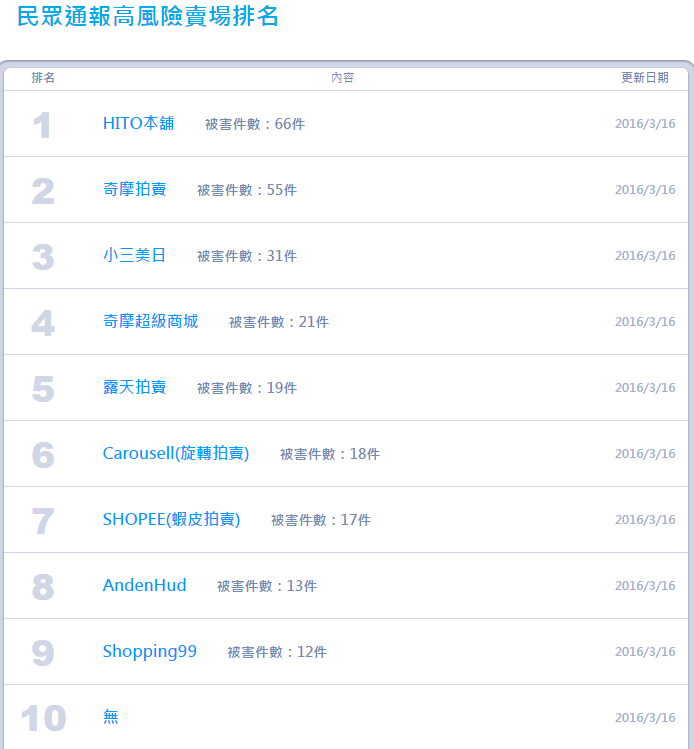 民眾通報高風險賣場排名
排名 內容 更新日期
1 HITO本舖 被害件數：66件 2016/3/16
2 奇摩拍賣 被害件數：55件 2016/3/16
3 小三美日 被害件數：31件 2016/3/16
4 奇摩超級商城 被害件數：21件 2016/3/16
5 露天拍賣 被害件數：19件 2016/3/16
6 Carousell(旋轉拍賣) 被害件數：18件 2016/3/16
7 SHOPEE(蝦皮拍賣) 被害件數：17件 2016/3/16
8 AndenHud 被害件數：13件 2016/3/16
9 Shopping99 被害件數：12件 2016/3/16
10 無 2016/3/16